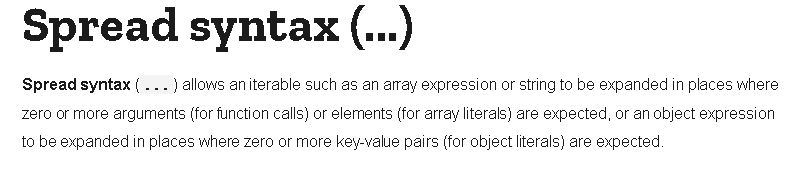 Spread syntax (...)
Spread syntax (...) allows an iterable such as an array expression or string to be expanded in places where
zero or more arguments (for function calls) or elements (for array literals) are expected, or an object expression
to be expanded in places where zero or more key-value pairs (for object literals) are expected.